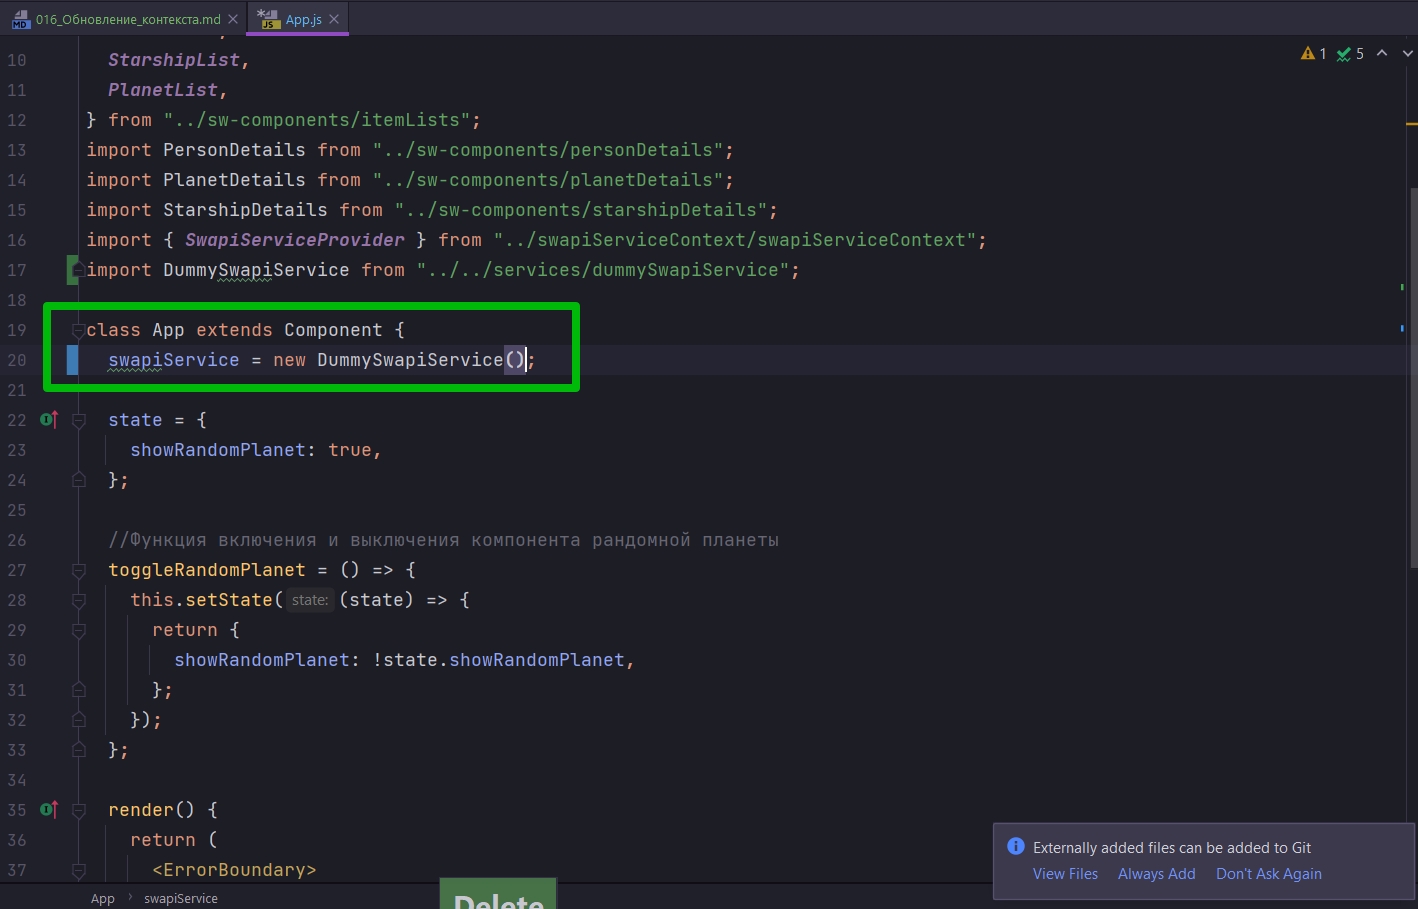 016_Обновление_контекста.md App.js
1 5
10 StarshipList,
11 PlanetList,
12 } from "../sw-components/itemLists";
13 import PersonDetails from "../sw-components/personDetails";
14 import PlanetDetails from "../sw-components/planetDetails";
15 import StarshipDetails from "../sw-components/starshipDetails";
16 import { SwapiServiceProvider } from "../swapiServiceContext/swapiServiceContext";
17 import DummySwapiService from "../../services/dummySwapiService";
18
19 class App extends Component {
20 swapiService = new DummySwapiService();
21
22 state = {
23 showRandomPlanet: true,
24 };
25
26 //Функция включения и выключения компонента рандомной планеты
27 toggleRandomPlanet = () => {
28 this.setState( state: (state) => {
29 return {
30 showRandomPlanet: !state.showRandomPlanet,
31 };
32 });
33 };
34
35 render() {
36 return (
37 <ErrorBoundary>
Externally added files can be added to Git
View Files Always Add Don't Ask Again
App › swapiService
Delete